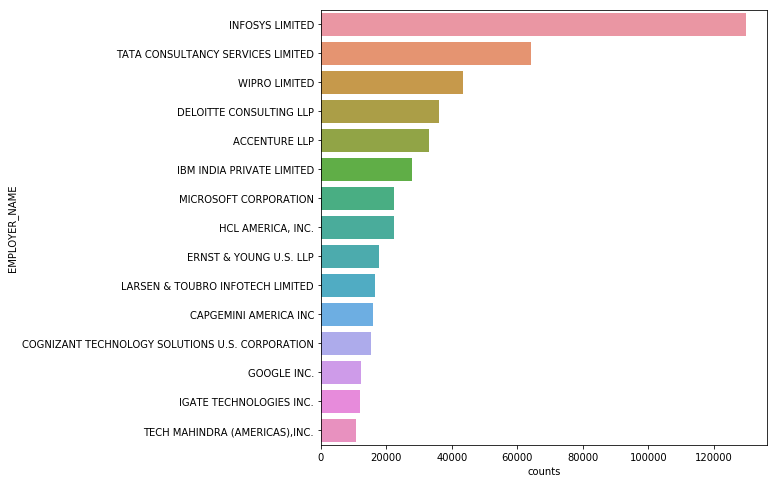 EMPLOYER_NAME
INFOSYS LIMITED
TATA CONSULTANCY SERVICES LIMITED
WIPRO LIMITED
DELOITTE CONSULTING LLP
ACCENTURE LLP
IBM INDIA PRIVATE LIMITED
MICROSOFT CORPORATION
HCL AMERICA, INC.
ERNST & YOUNG U.S. LLP
LARSEN & TOUBRO INFOTECH LIMITED
CAPGEMINI AMERICA INC
COGNIZANT TECHNOLOGY SOLUTIONS U.S. CORPORATION
GOOGLE INC.
IGATE TECHNOLOGIES INC.
TECH MAHINDRA (AMERICAS),INC.
0 20000 40000 60000 80000 100000 120000
counts